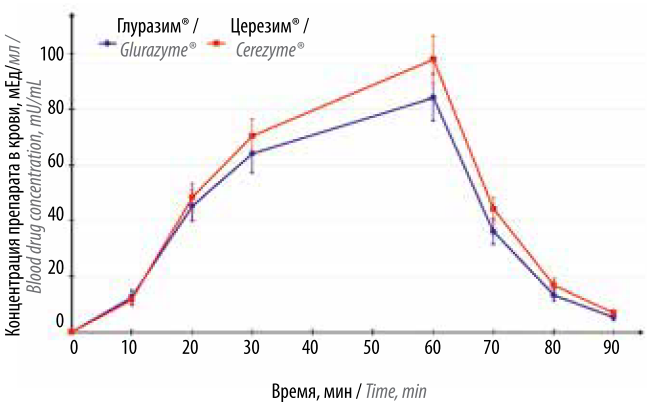 Глуразим® /
Glurazyme®
Церезим® /
Cerezyme®
Концентрация препарата в крови, мЕд/мл /
Blood drug concentration, mU/mL
100
80
60
40
20
0
0 10 20 30 40 50 60 70 80 90
Время, мин / Time, min